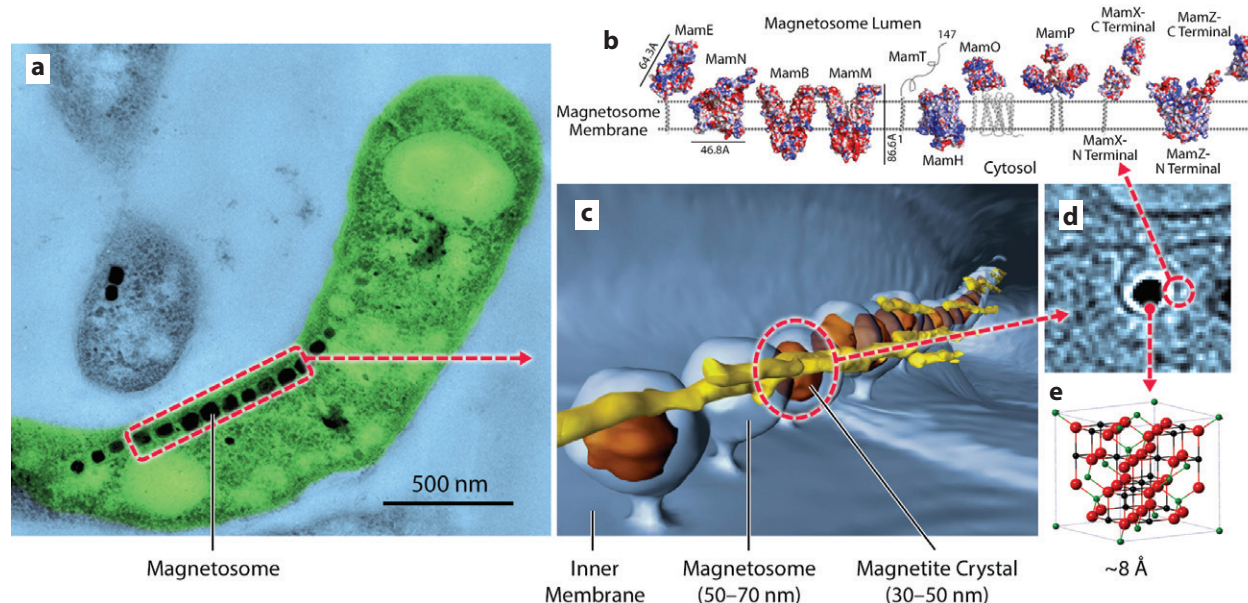 a
500 nm
Magnetosome
b
Magnetosome Lumen
MamE
64.3A
MamN
46.8A
MamB
MamM
86.6A
MamT
147
1
MamH
MamO
MamP
MamX-
C Terminal
MamZ-
C Terminal
Magnetosome
Membrane
Cytosol
MamX-
N Terminal
MamZ-
N Terminal
c
Inner
Membrane
Magnetosome
(50–70 nm)
Magnetite Crystal
(30–50 nm)
d
e
~8 Å